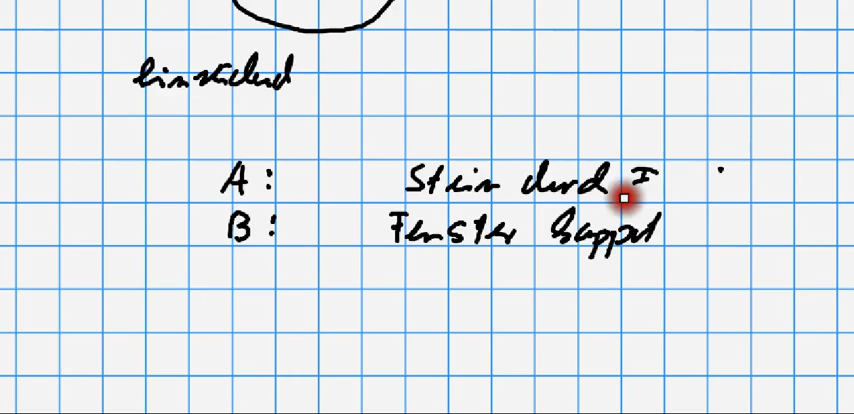 hinreichend
A: Stein durch F
B: Fenster kaputt